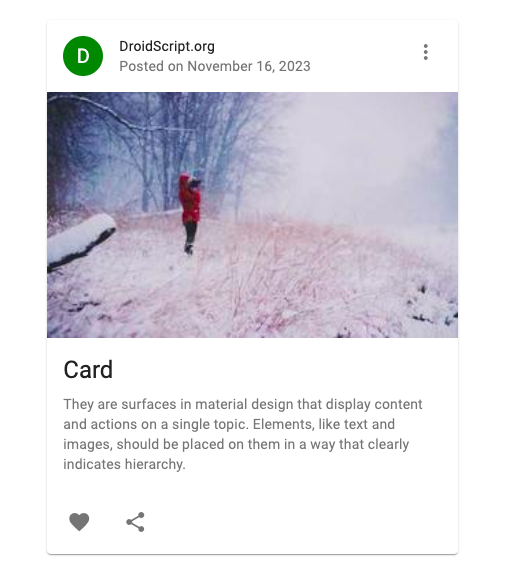 D
DroidScript.org
Posted on November 16, 2023
Card
They are surfaces in material design that display content
and actions on a single topic. Elements, like text and
images, should be placed on them in a way that clearly
indicates hierarchy.